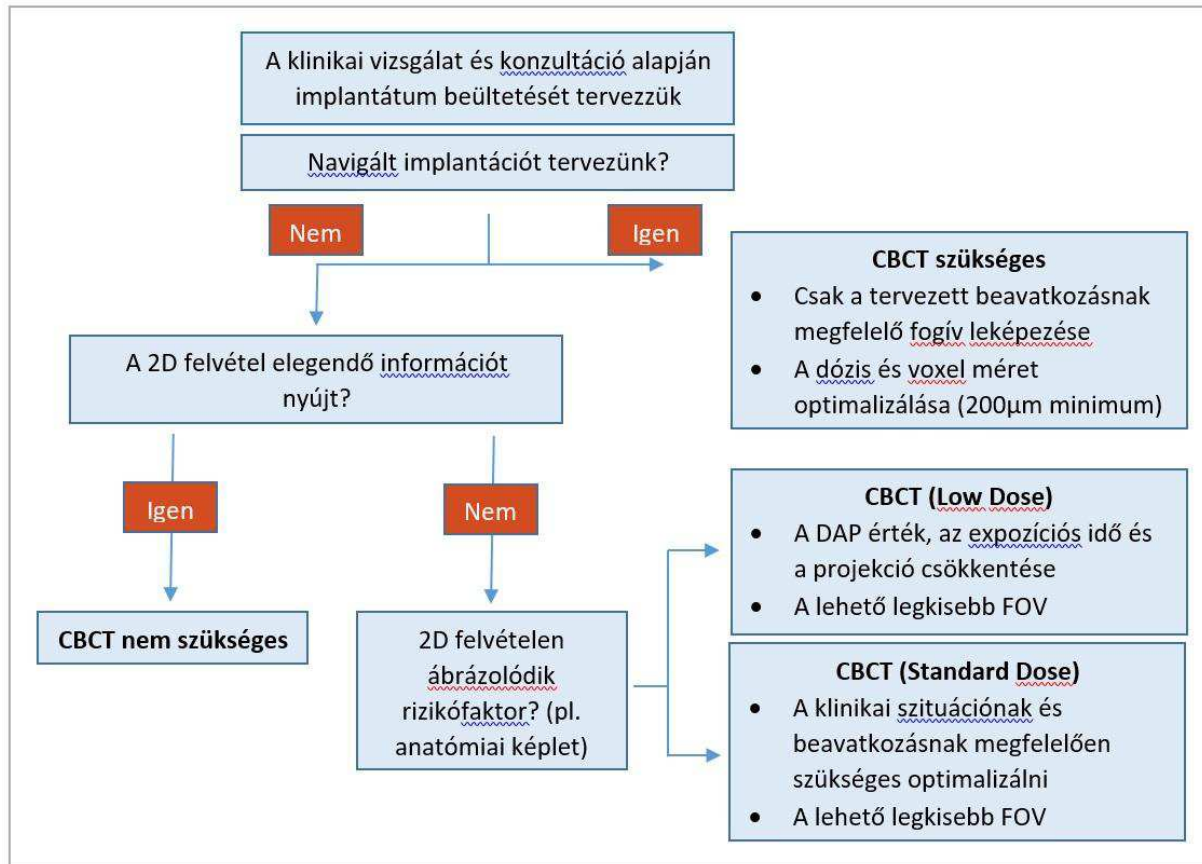 A klinikai vizsgálat és konzultáció alapján
implantátum beültetését tervezzük
Navigált implantációt tervezünk?
Nem
Igen
CBCT szükséges
• Csak a tervezett beavatkozásnak
megfelelő fogív leképezése
• A dózis és voxel méret
optimalizálása (200µm minimum)
A 2D felvétel elegendő információt
nyújt?
Igen
Nem
CBCT nem szükséges
2D felvételen
ábrázolódik
rizikófaktor? (pl.
anatómiai képlet)
CBCT (Low Dose)
• A DAP érték, az expozíciós idő és
a projekció csökkentése
• A lehető legkisebb FOV
CBCT (Standard Dose)
• A klinikai szituációnak és
beavatkozásnak megfelelően
szükséges optimalizálni
• A lehető legkisebb FOV